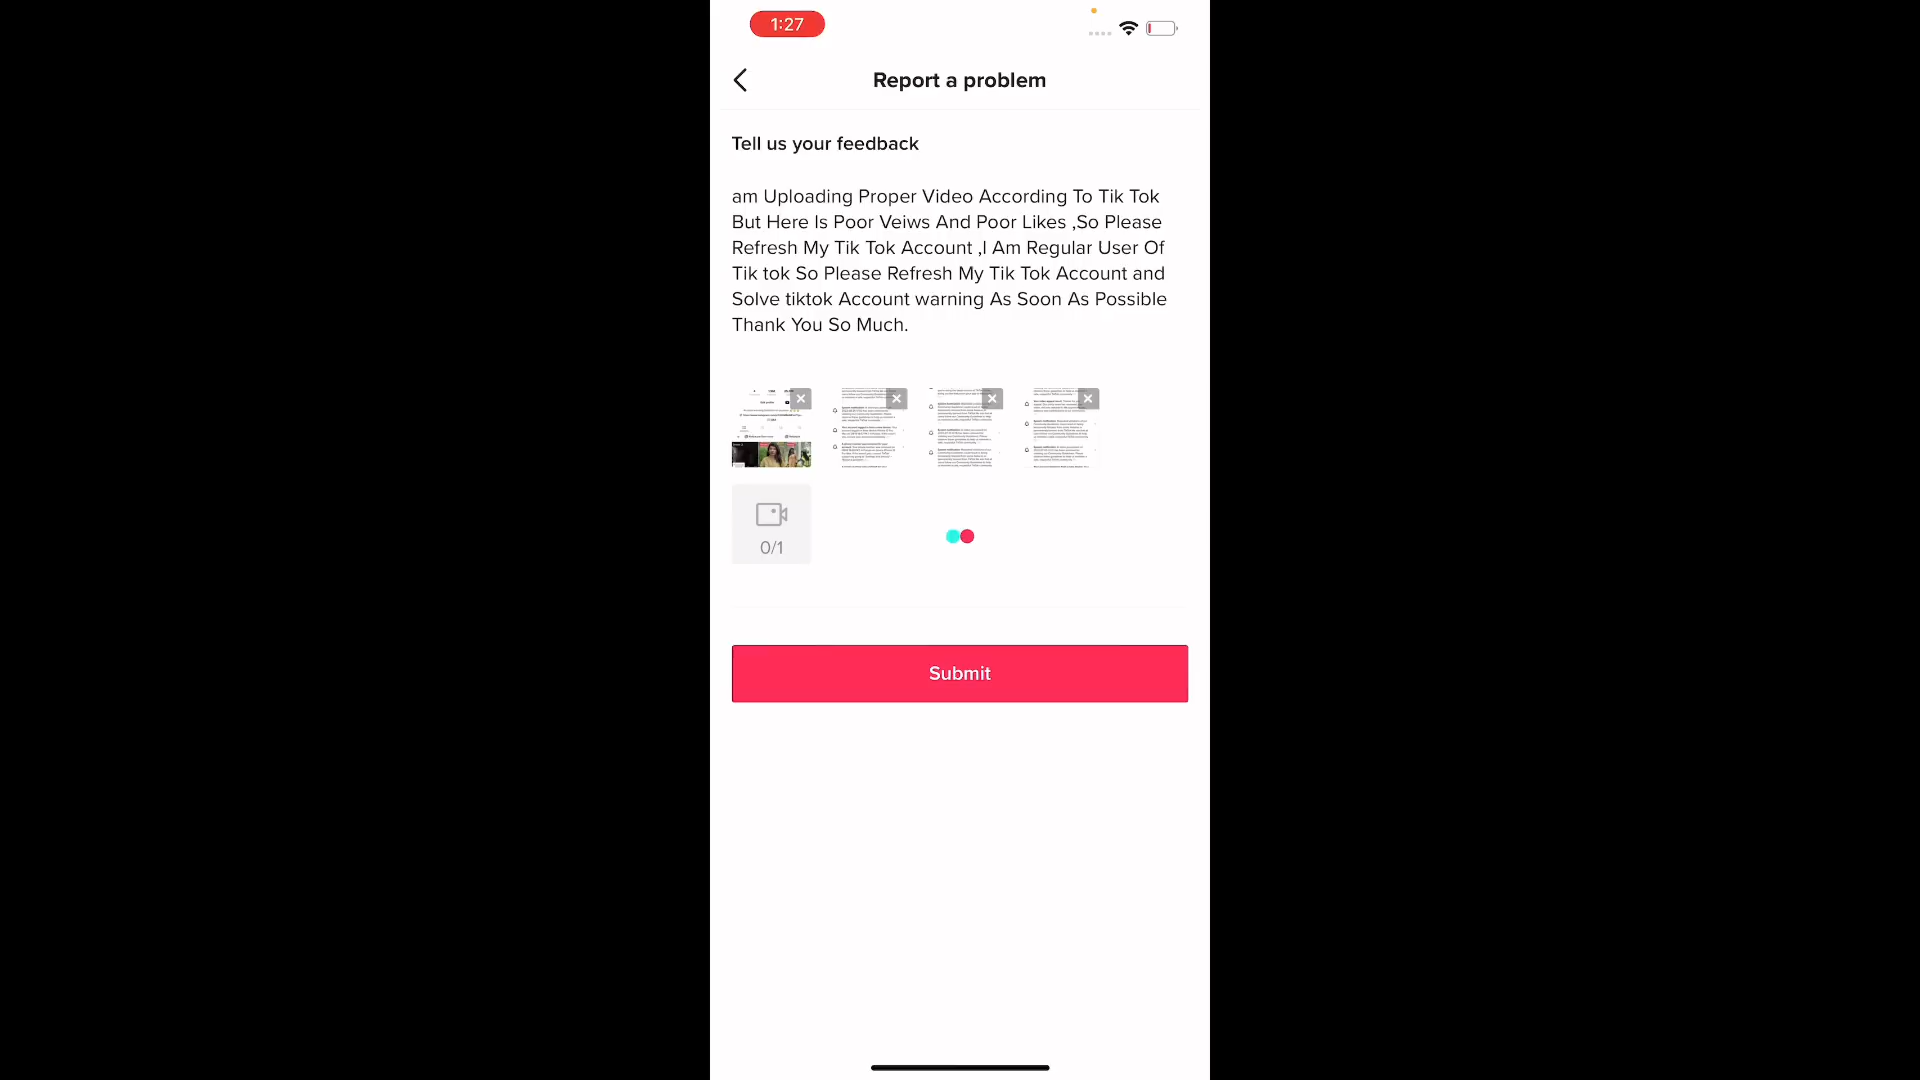 1:27
Report a problem
Tell us your feedback
am Uploading Proper Video According To Tik Tok
But Here Is Poor Veiws And Poor Likes ,So Please
Refresh My Tik Tok Account ,I Am Regular User Of
Tik tok So Please Refresh My Tik Tok Account and
Solve tiktok Account warning As Soon As Possible
Thank You So Much.
0/1
Submit